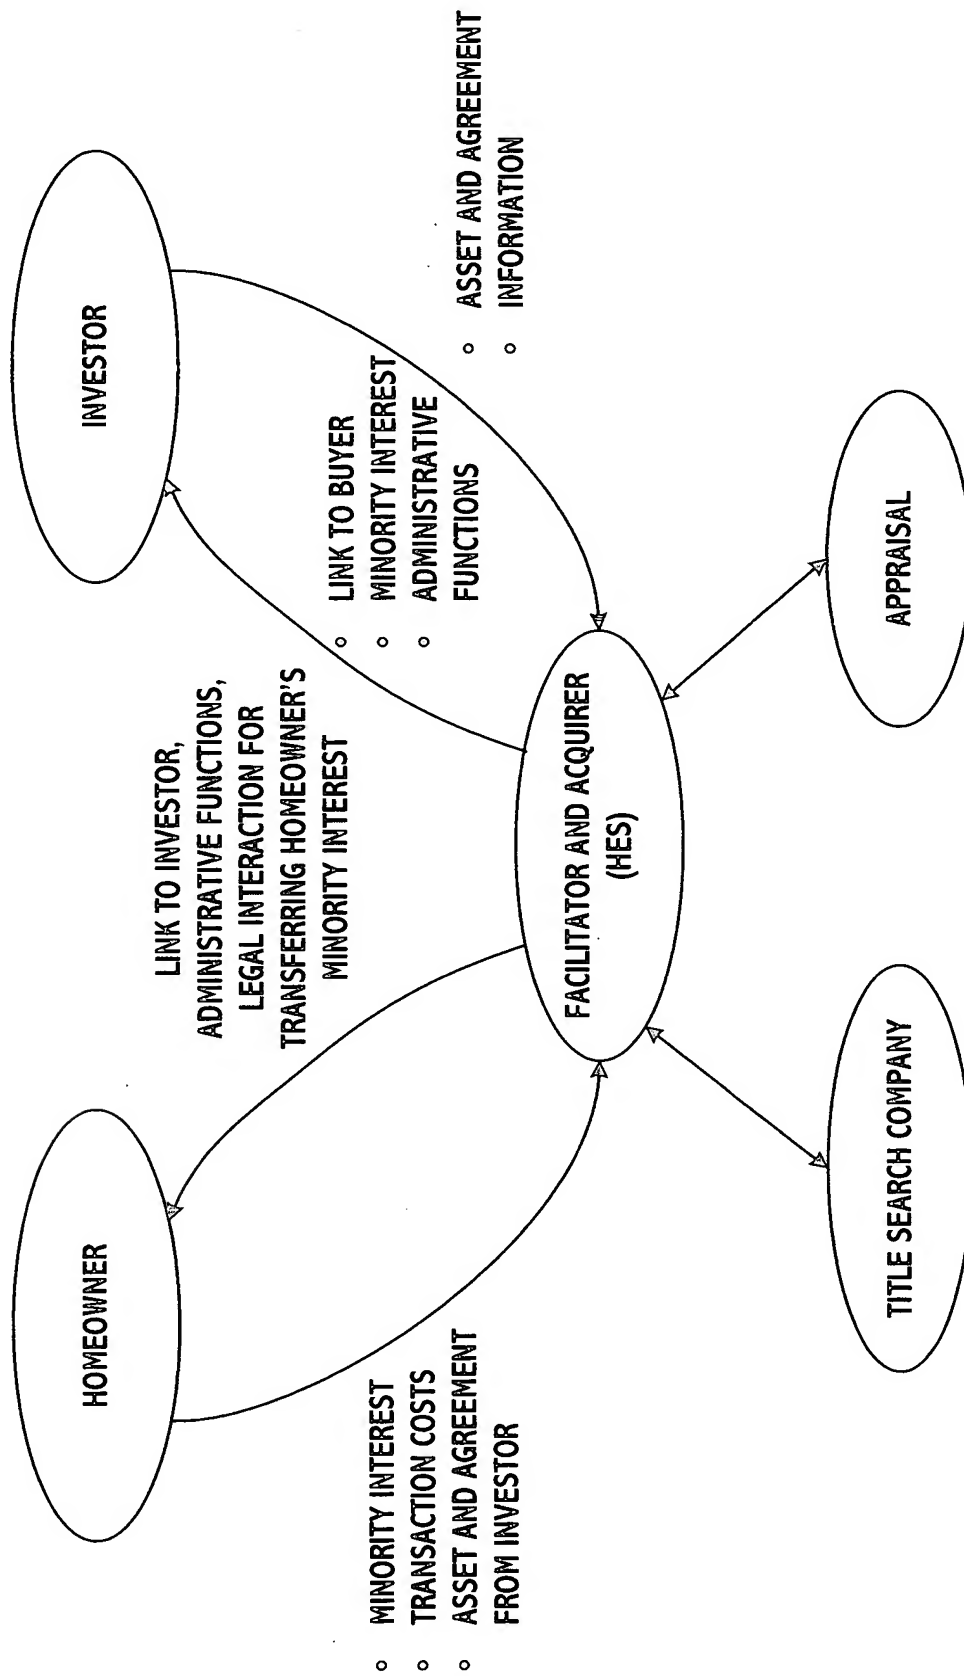 HOMEOWNER
INVESTOR
LINK TO INVESTOR,
ADMINISTRATIVE FUNCTIONS,
LEGAL INTERACTION FOR
TRANSFERRING HOMEOWNER'S
MINORITY INTEREST
○ LINK TO BUYER
○ MINORITY INTEREST
○ ADMINISTRATIVE
FUNCTIONS
○ MINORITY INTEREST
○ TRANSACTION COSTS
○ ASSET AND AGREEMENT
FROM INVESTOR
○ ASSET AND AGREEMENT
○ INFORMATION
FACILITATOR AND ACQUIRER
(HES)
TITLE SEARCH COMPANY
APPRAISAL